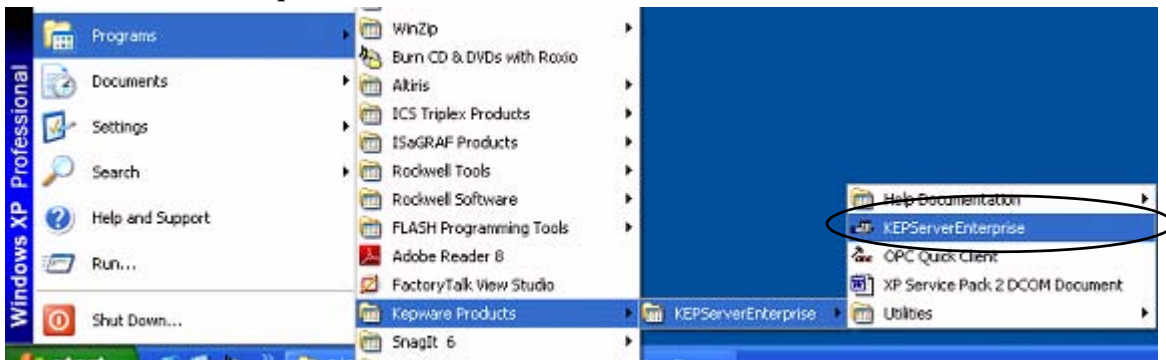 Windows XP Professional
Programs
Documents
Settings
Search
Help and Support
Run...
Shut Down...
WinZip
Burn CD & DVDs with Roxio
Altiris
ICS Triplex Products
ISaGRAF Products
Rockwell Tools
Rockwell Software
FLASH Programming Tools
Adobe Reader 8
FactoryTalk View Studio
Kepware Products
SnagIt 6
KEPServerEnterprise
Help Documentation
KEPServerEnterprise
OPC Quick Client
XP Service Pack 2 DCOM Document
Utilities